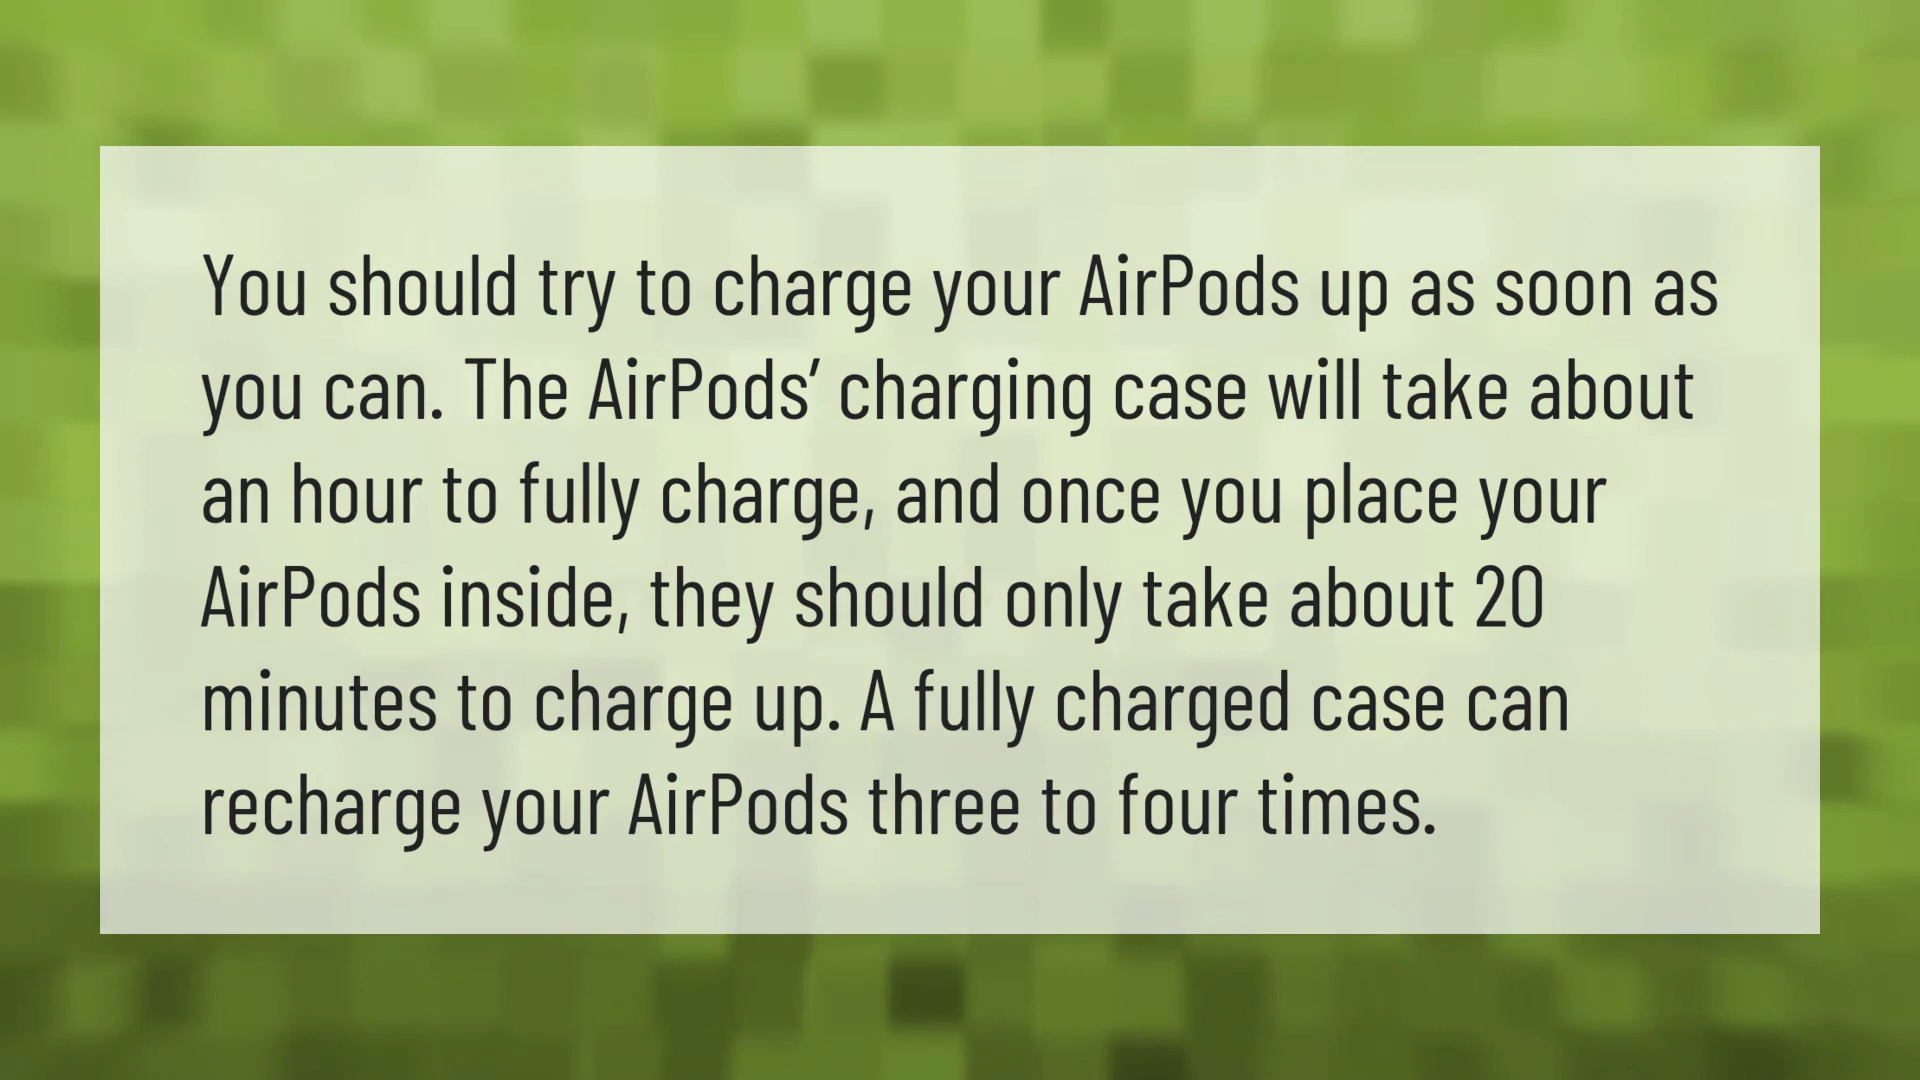 You should try to charge your AirPods up as soon as
you can. The AirPods’ charging case will take about
an hour to fully charge, and once you place your
AirPods inside, they should only take about 20
minutes to charge up. A fully charged case can
recharge your AirPods three to four times.